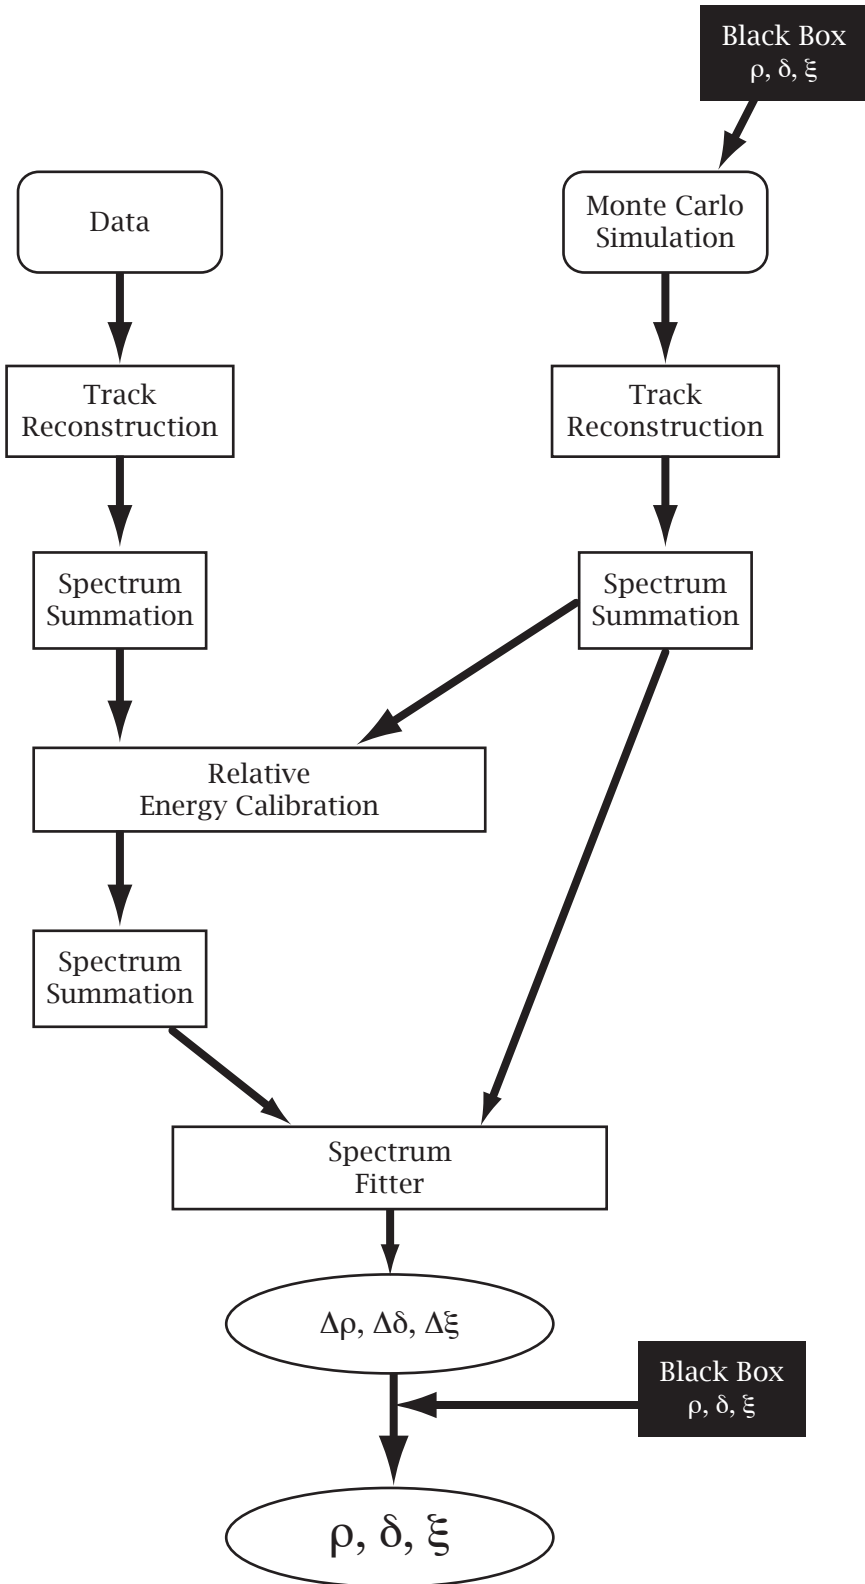 Black Box
ρ, δ, ξ
Data
Monte Carlo
Simulation
Track
Reconstruction
Track
Reconstruction
Spectrum
Summation
Spectrum
Summation
Relative
Energy Calibration
Spectrum
Summation
Spectrum
Fitter
Δρ, Δδ, Δξ
Black Box
ρ, δ, ξ
ρ, δ, ξ